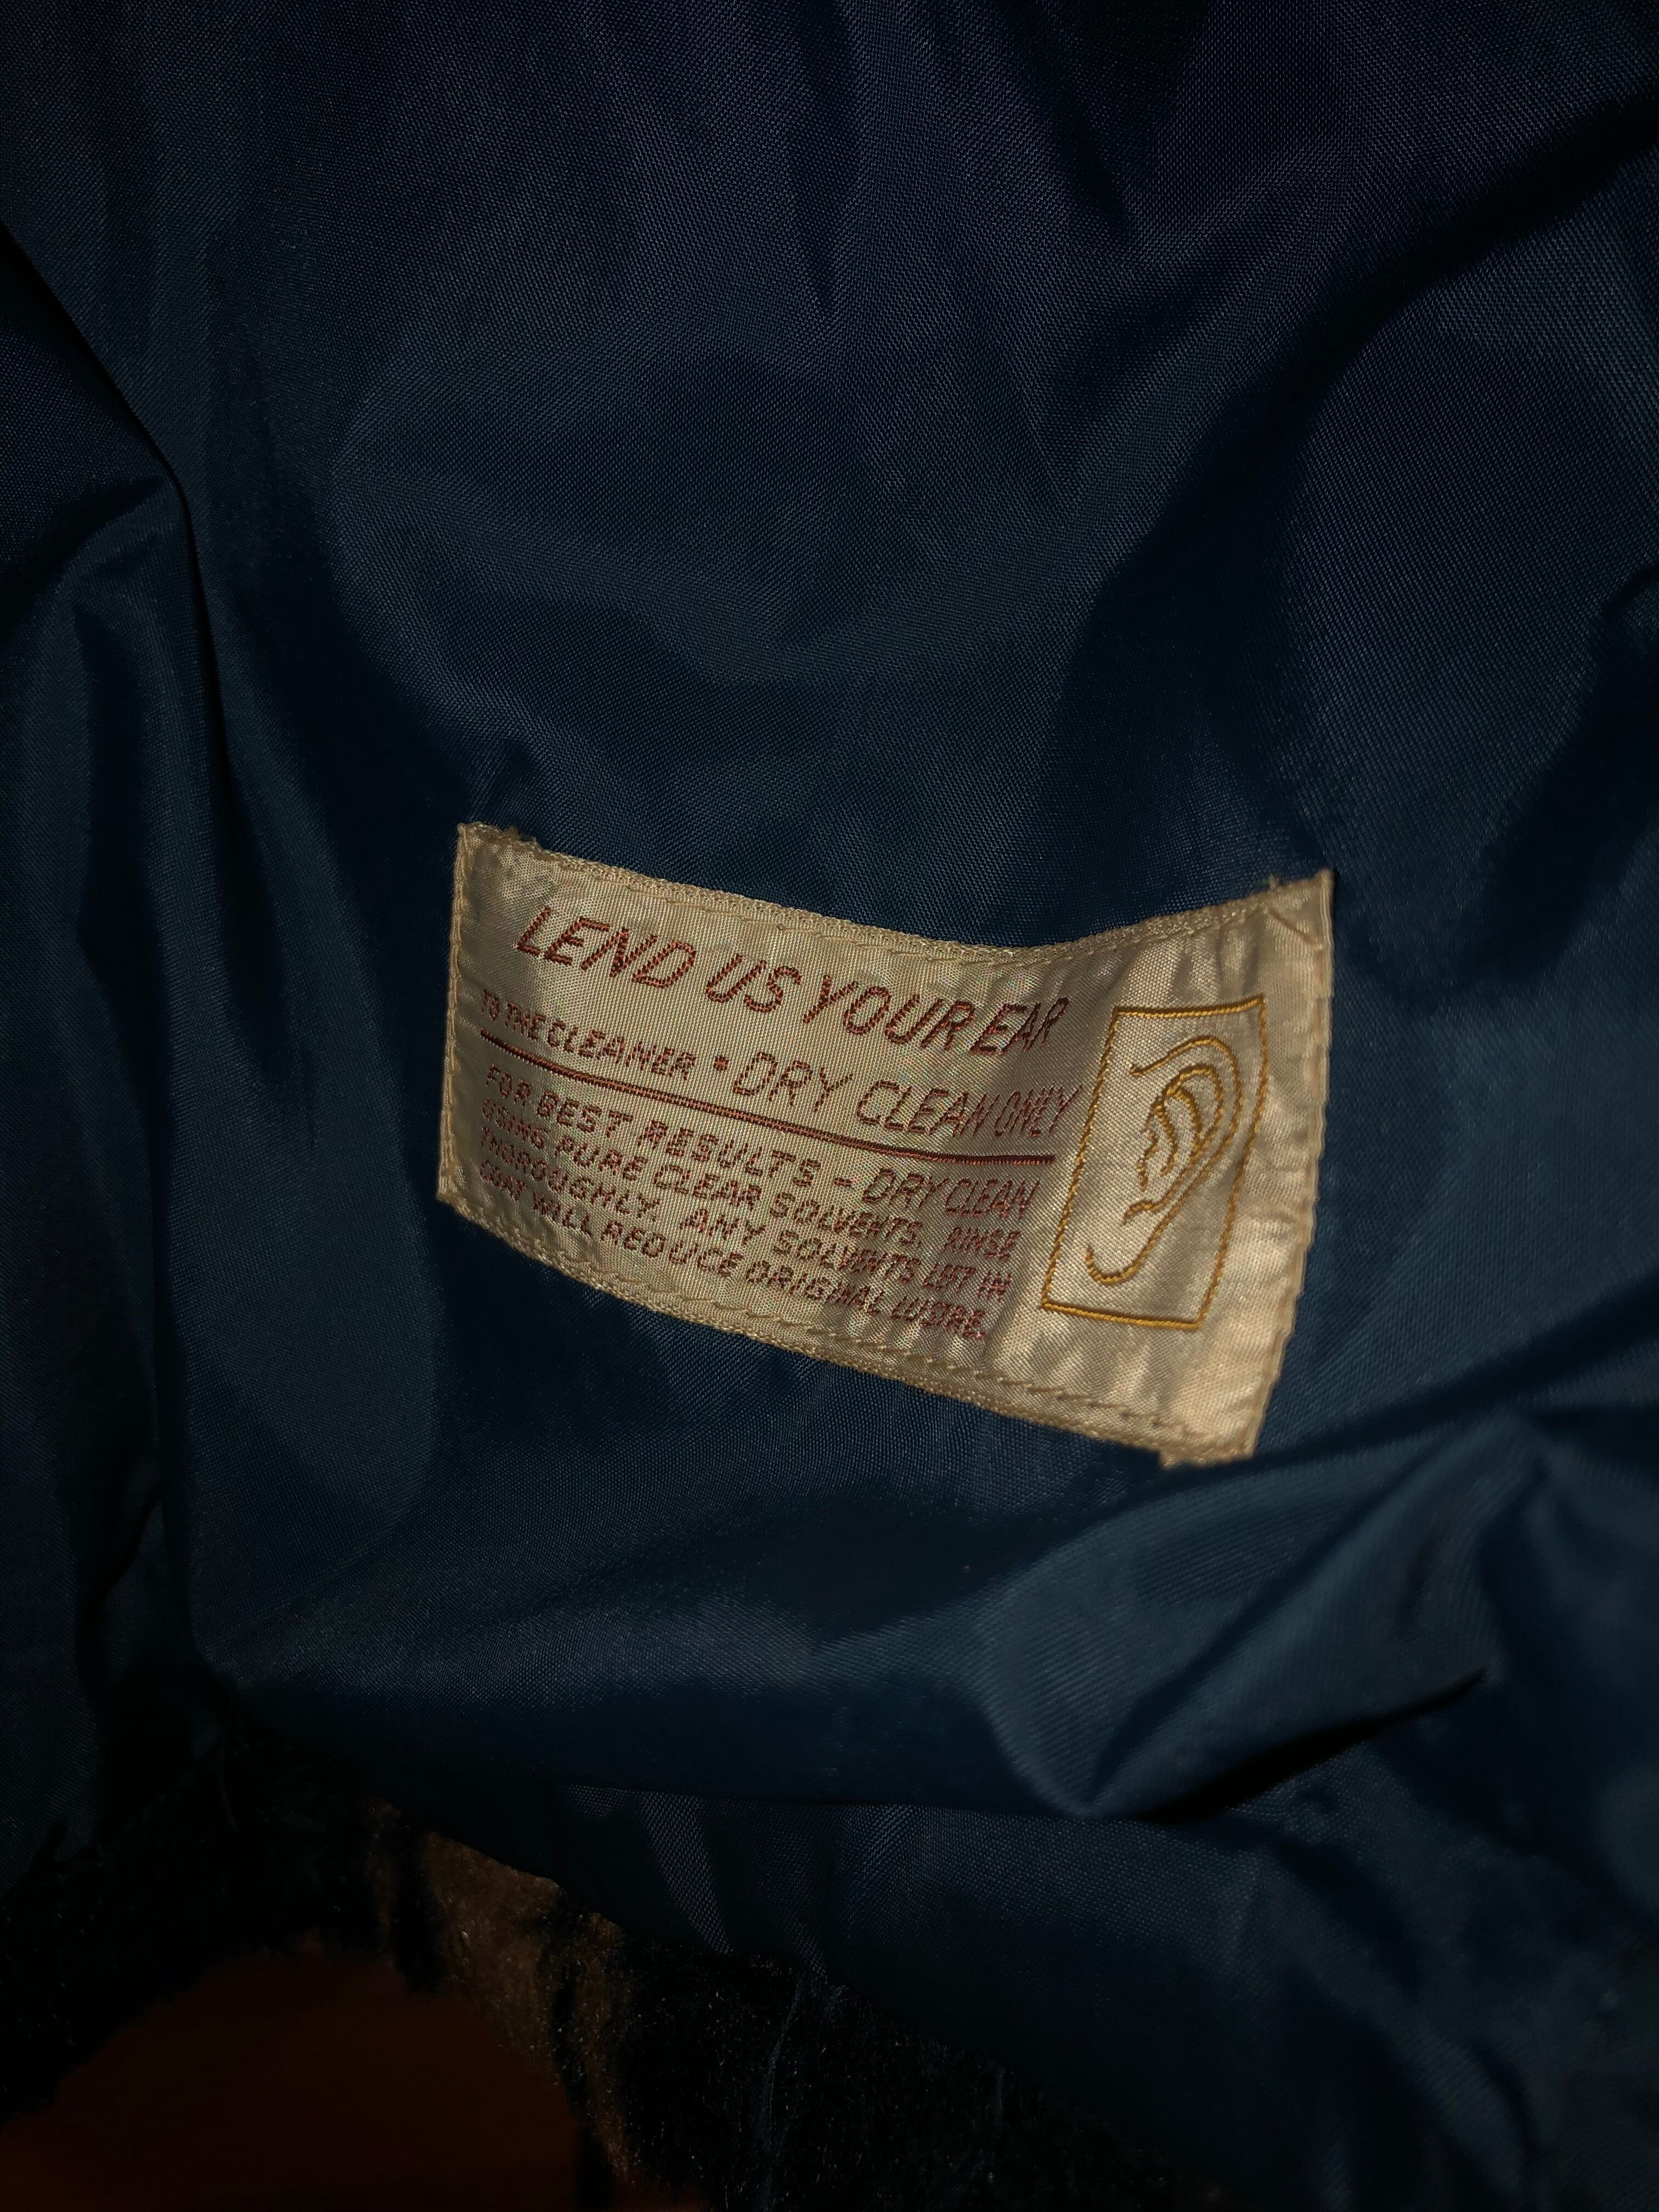 LEND US YOUR EAR
TO THE CLEANER • DRY CLEAN ONLY
FOR BEST RESULTS - DRY CLEAN
USING PURE CLEAR SOLVENTS. RINSE
THOROUGHLY. ANY SOLVENTS LEFT IN
COAT WILL REDUCE ORIGINAL LUSTRE.